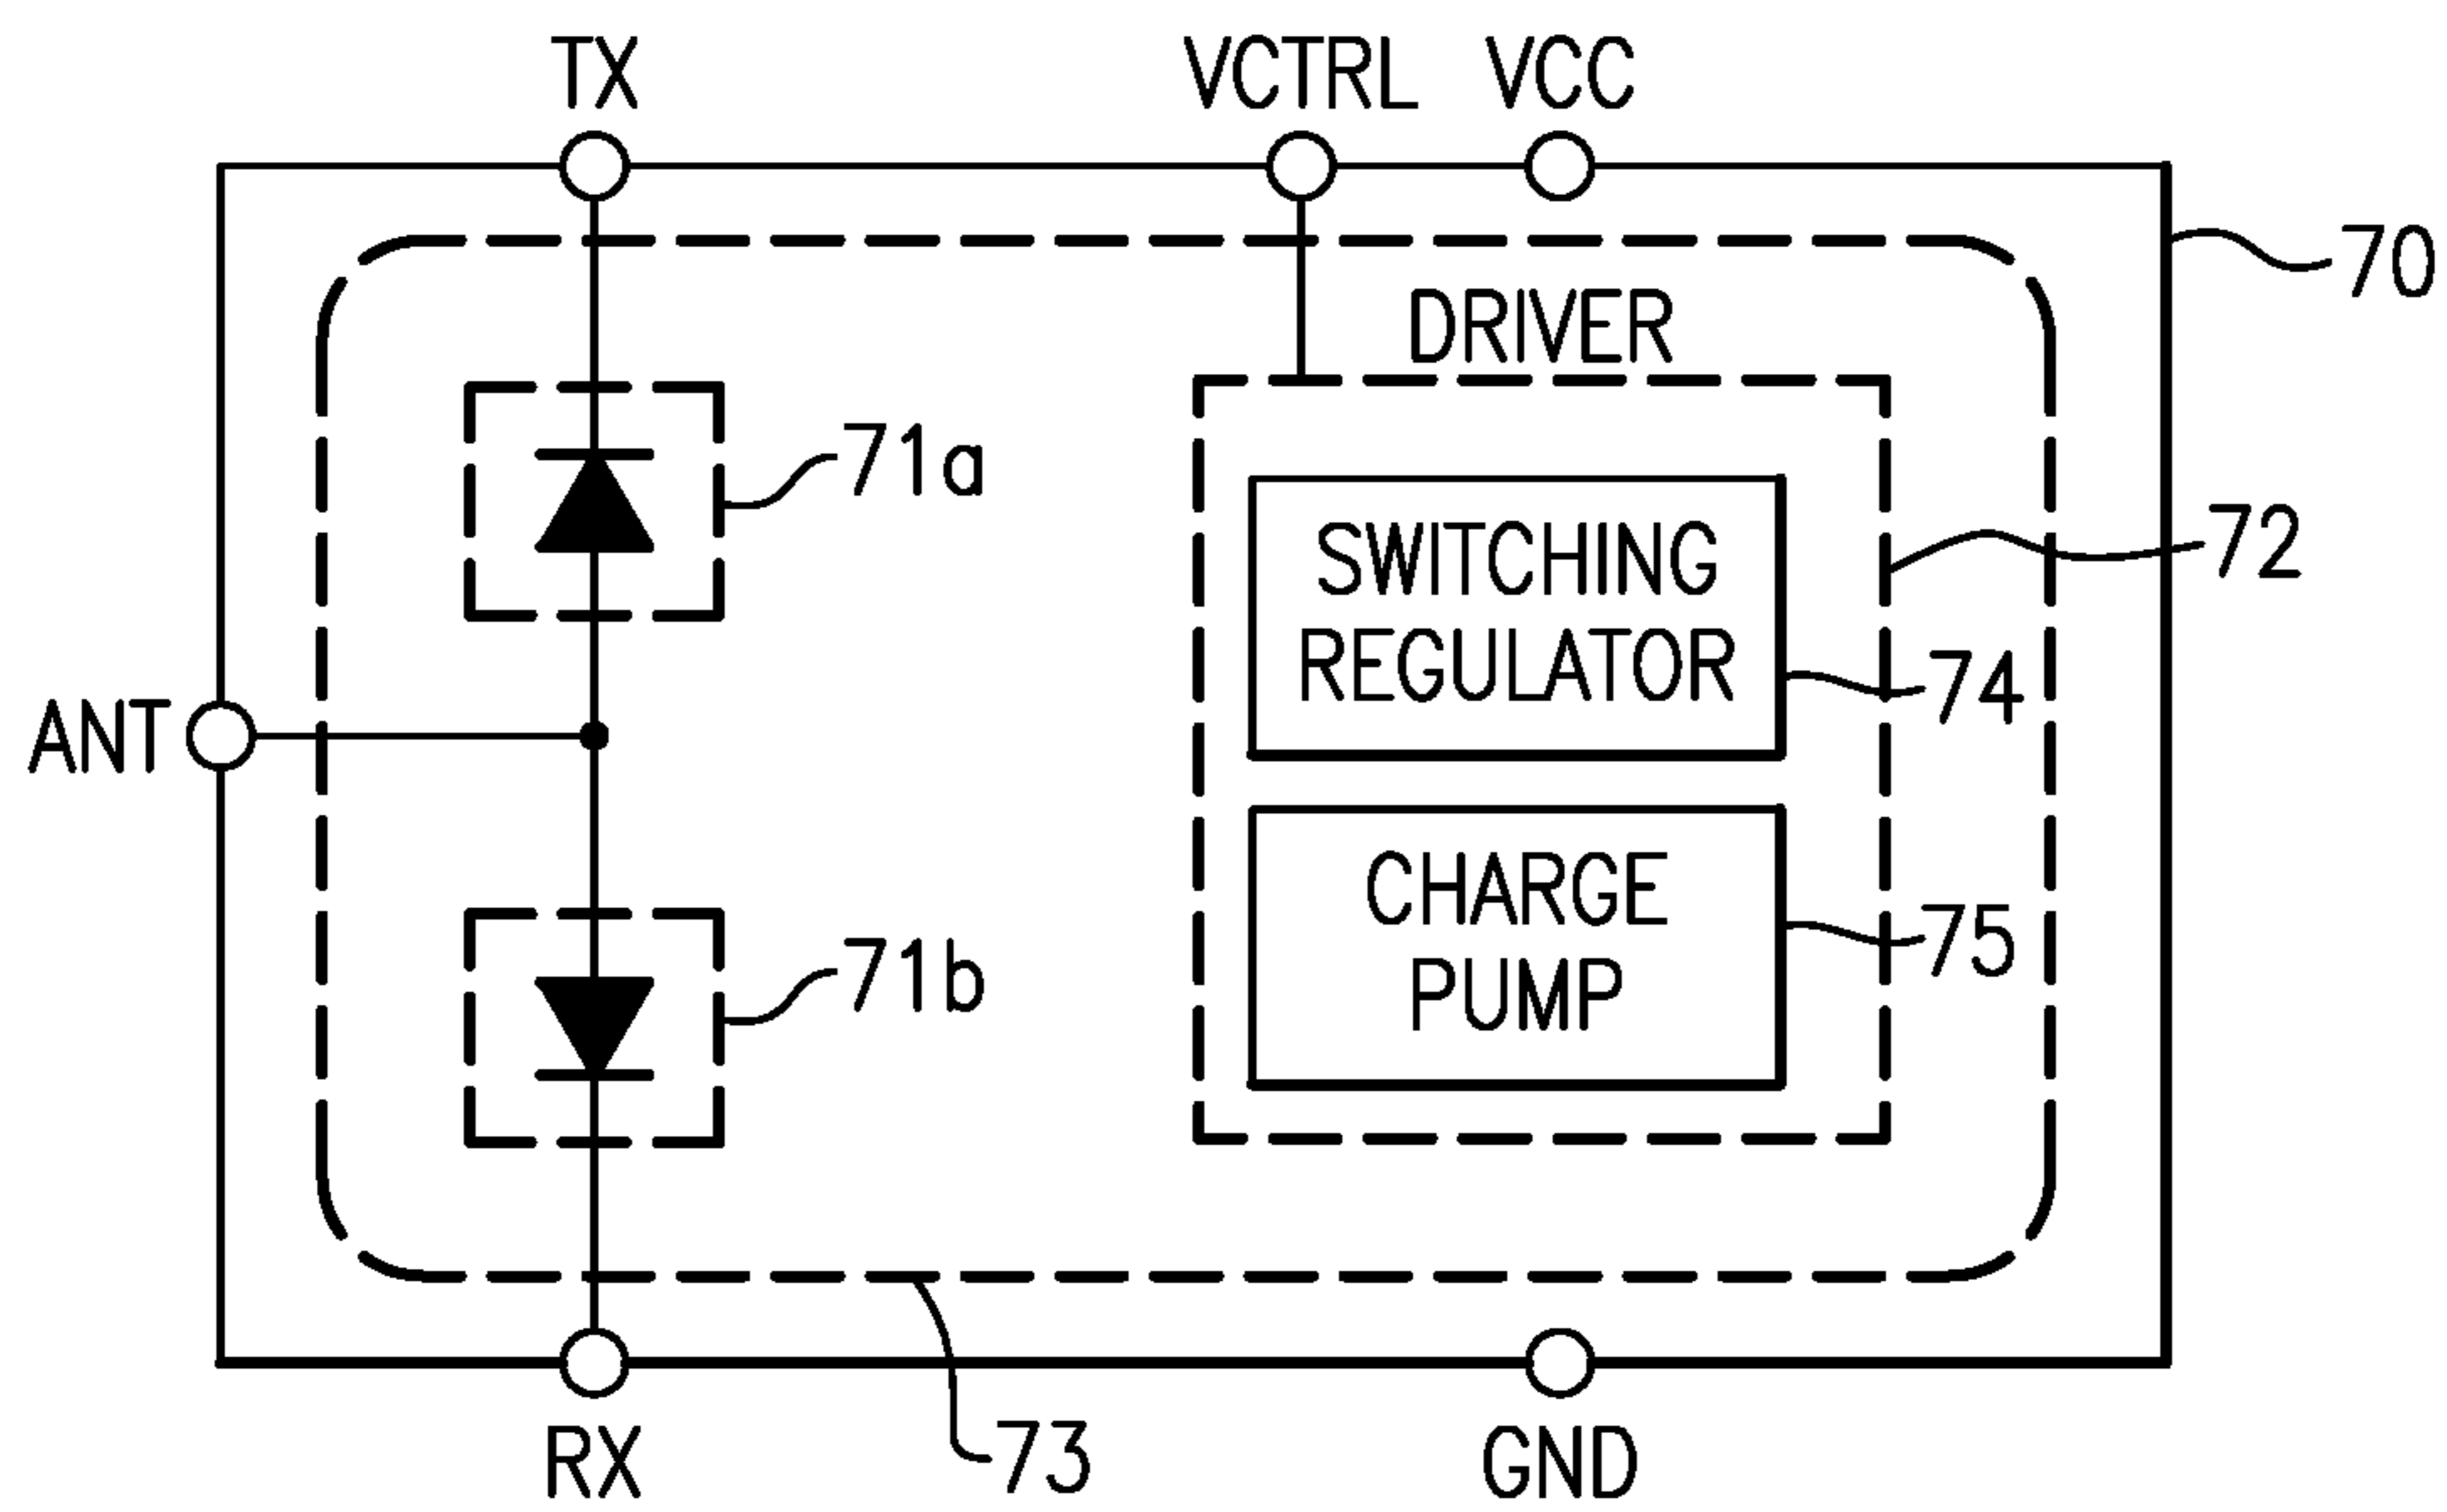 TX
VCTRL
VCC
70
DRIVER
71a
SWITCHING
REGULATOR
72
74
ANT
CHARGE
PUMP
75
71b
RX
73
GND